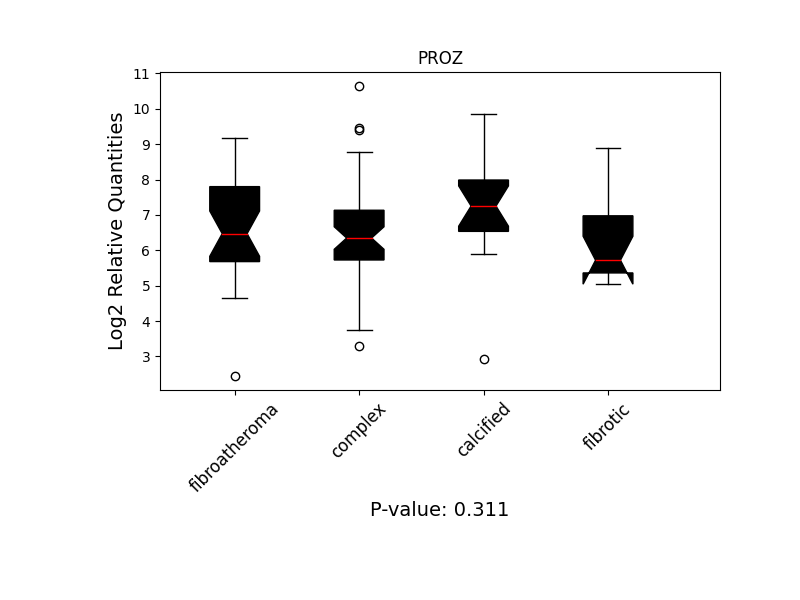 PROZ
Log2 Relative Quantities
11
10
9
8
7
6
5
4
3
fibroatheroma
complex
calcified
fibrotic
P-value: 0.311